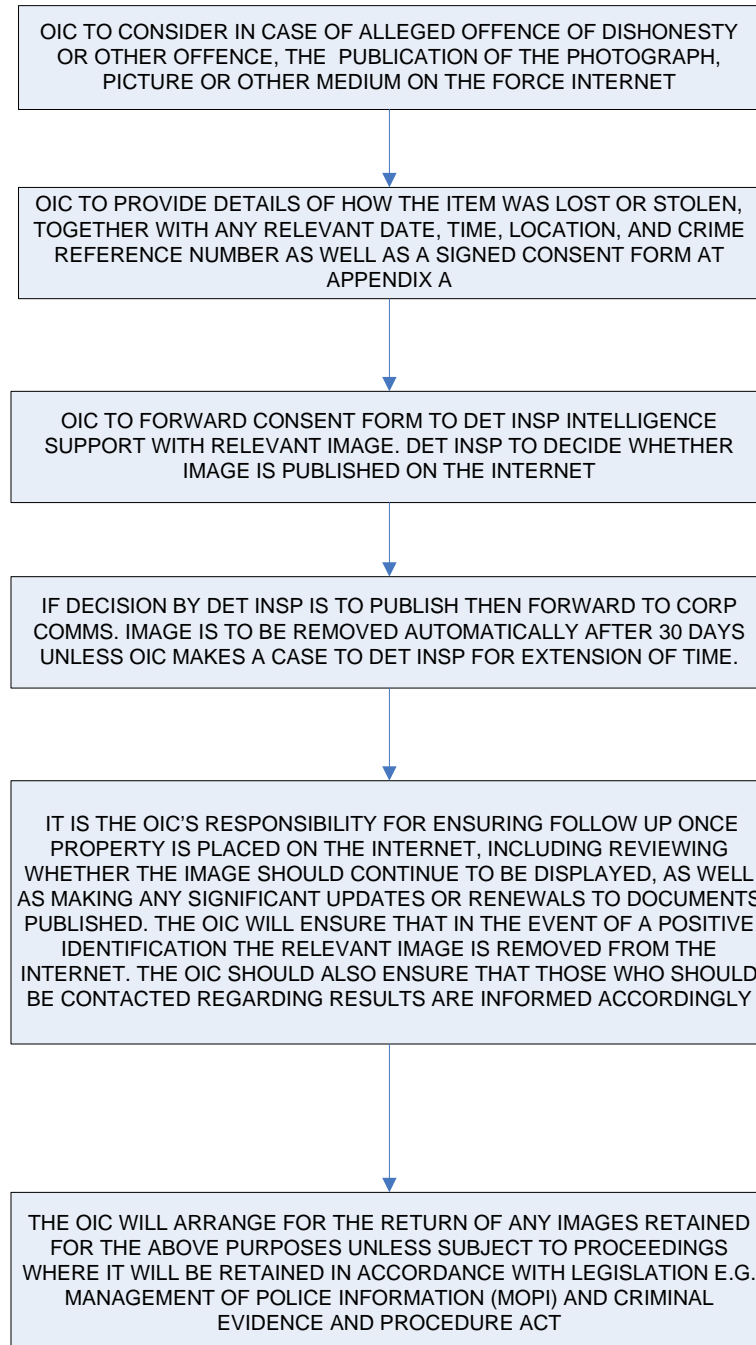 OIC TO CONSIDER IN CASE OF ALLEGED OFFENCE OF DISHONESTY
OR OTHER OFFENCE, THE PUBLICATION OF THE PHOTOGRAPH,
PICTURE OR OTHER MEDIUM ON THE FORCE INTERNET
OIC TO PROVIDE DETAILS OF HOW THE ITEM WAS LOST OR STOLEN,
TOGETHER WITH ANY RELEVANT DATE, TIME, LOCATION, AND CRIME
REFERENCE NUMBER AS WELL AS A SIGNED CONSENT FORM AT
APPENDIX A
OIC TO FORWARD CONSENT FORM TO DET INSP INTELLIGENCE
SUPPORT WITH RELEVANT IMAGE. DET INSP TO DECIDE WHETHER
IMAGE IS PUBLISHED ON THE INTERNET
IF DECISION BY DET INSP IS TO PUBLISH THEN FORWARD TO CORP
COMMS. IMAGE IS TO BE REMOVED AUTOMATICALLY AFTER 30 DAYS
UNLESS OIC MAKES A CASE TO DET INSP FOR EXTENSION OF TIME.
IT IS THE OIC'S RESPONSIBILITY FOR ENSURING FOLLOW UP ONCE
PROPERTY IS PLACED ON THE INTERNET, INCLUDING REVIEWING
WHETHER THE IMAGE SHOULD CONTINUE TO BE DISPLAYED, AS WELL
AS MAKING ANY SIGNIFICANT UPDATES OR RENEWALS TO DOCUMENTS
PUBLISHED. THE OIC WILL ENSURE THAT IN THE EVENT OF A POSITIVE
IDENTIFICATION THE RELEVANT IMAGE IS REMOVED FROM THE
INTERNET. THE OIC SHOULD ALSO ENSURE THAT THOSE WHO SHOULD
BE CONTACTED REGARDING RESULTS ARE INFORMED ACCORDINGLY
THE OIC WILL ARRANGE FOR THE RETURN OF ANY IMAGES RETAINED
FOR THE ABOVE PURPOSES UNLESS SUBJECT TO PROCEEDINGS
WHERE IT WILL BE RETAINED IN ACCORDANCE WITH LEGISLATION E.G.
MANAGEMENT OF POLICE INFORMATION (MOPI) AND CRIMINAL
EVIDENCE AND PROCEDURE ACT